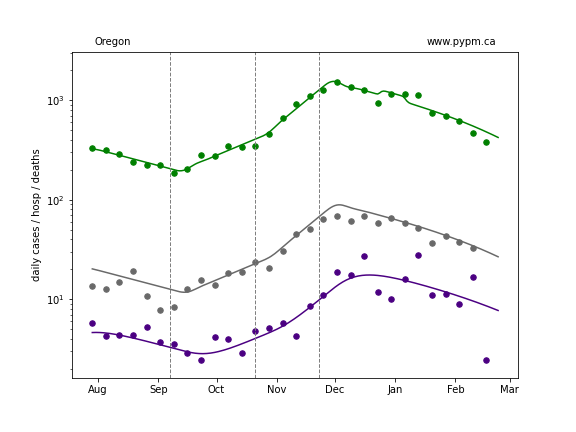 Oregon www.pypm.ca
daily cases / hosp / deaths
10³
10²
10¹
Aug Sep Oct Nov Dec Jan Feb Mar